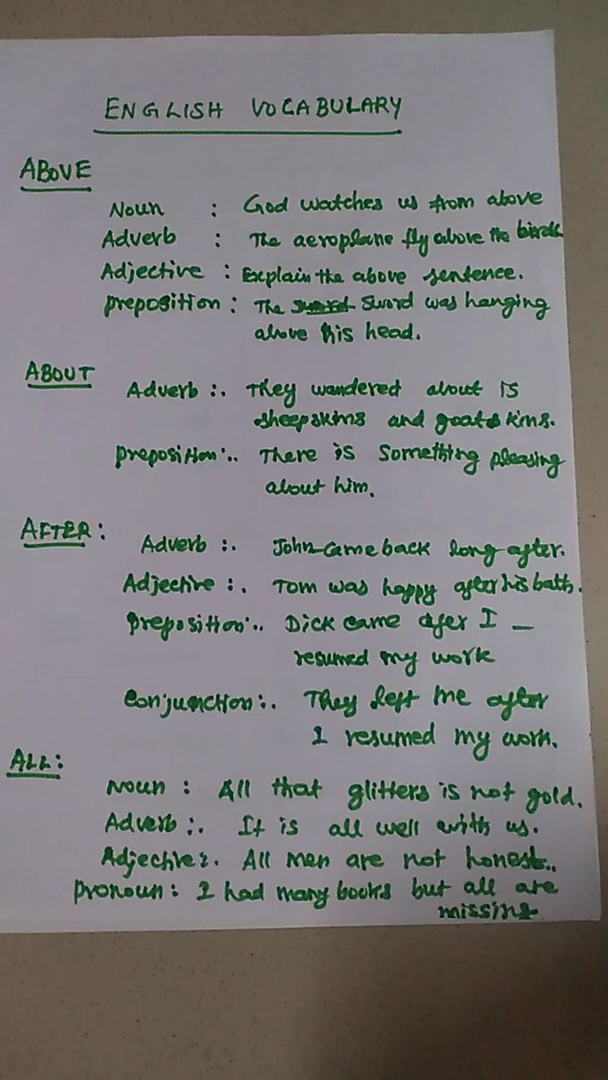 ENGLISH VOCABULARY
ABOVE
Noun : God watches us from above
Adverb : The aeroplane fly above the birds
Adjective : Explain the above sentence.
preposition : The Sword was hanging
above his head.
ABOUT
Adverb :. They wandered about is
sheepskins and goatskins.
preposition :. There is something pleasing
about him.
AFTER :
Adverb :. John came back long after.
Adjective :. Tom was happy after his bath.
preposition :. Dick came afer I –
resumed my work
Conjunction :. They left me after
I resumed my work.
ALL :
Noun : All that glitters is not gold.
Adverb :. It is all well with us.
Adjective :. All men are not honest..
pronoun : I had many books but all are
missing